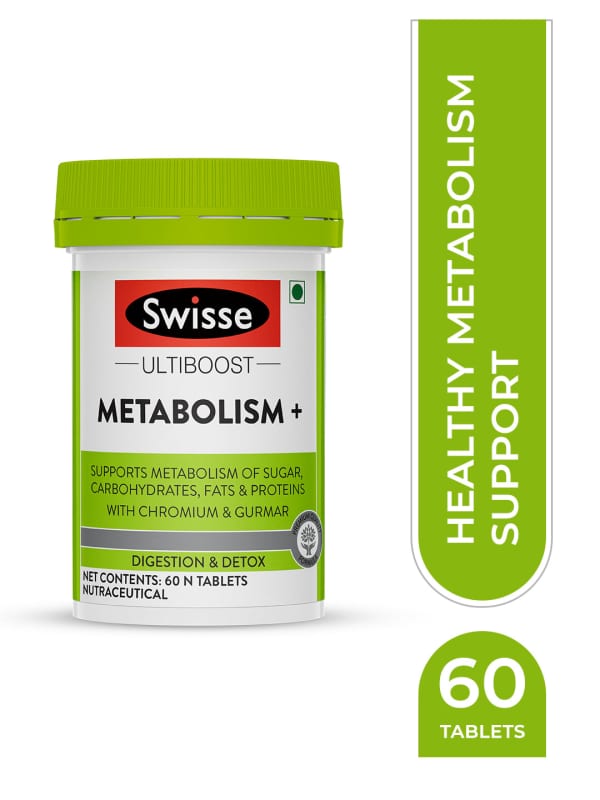 Swisse
ULTIBOOST
METABOLISM +
SUPPORTS METABOLISM OF SUGAR,
CARBOHYDRATES, FATS & PROTEINS
WITH CHROMIUM & GURMAR
DIGESTION & DETOX
NET CONTENTS: 60 N TABLETS
NUTRACEUTICAL
HEALTHY METABOLISM
SUPPORT
60
TABLETS